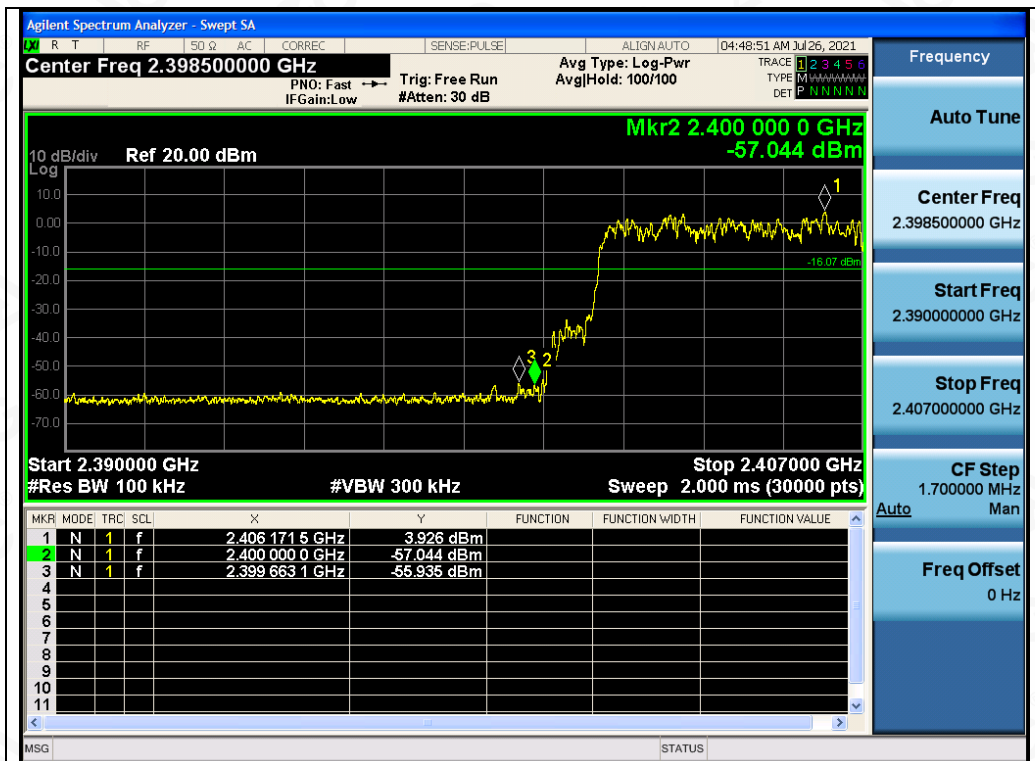 Agilent Spectrum Analyzer - Swept SA
LXI R T RF 50 Ω AC CORREC SENSE:PULSE ALIGN AUTO 04:48:51 AM Jul 26, 2021
Center Freq 2.398500000 GHz
PNO: Fast
IFGain:Low
Trig: Free Run
#Atten: 30 dB
Avg Type: Log-Pwr
Avg|Hold: 100/100
TRACE 1 2 3 4 5 6
TYPE M
DET P N N N N N
Mkr2 2.400 000 0 GHz
-57.044 dBm
10 dB/div Ref 20.00 dBm
Log
10.0
0.00
-10.0
-20.0
-30.0
-40.0
-50.0
-60.0
-70.0
1
-16.07 dBm
3 2
Start 2.390000 GHz Stop 2.407000 GHz
#Res BW 100 kHz #VBW 300 kHz Sweep 2.000 ms (30000 pts)
MKR MODE TRC SCL X Y FUNCTION FUNCTION WIDTH FUNCTION VALUE
1 N 1 f 2.406 171 5 GHz 3.926 dBm
2 N 1 f 2.400 000 0 GHz -57.044 dBm
3 N 1 f 2.399 663 1 GHz -55.935 dBm
4
5
6
7
8
9
10
11
MSG STATUS
Frequency
Auto Tune
Center Freq
2.398500000 GHz
Start Freq
2.390000000 GHz
Stop Freq
2.407000000 GHz
CF Step
1.700000 MHz
Auto Man
Freq Offset
0 Hz